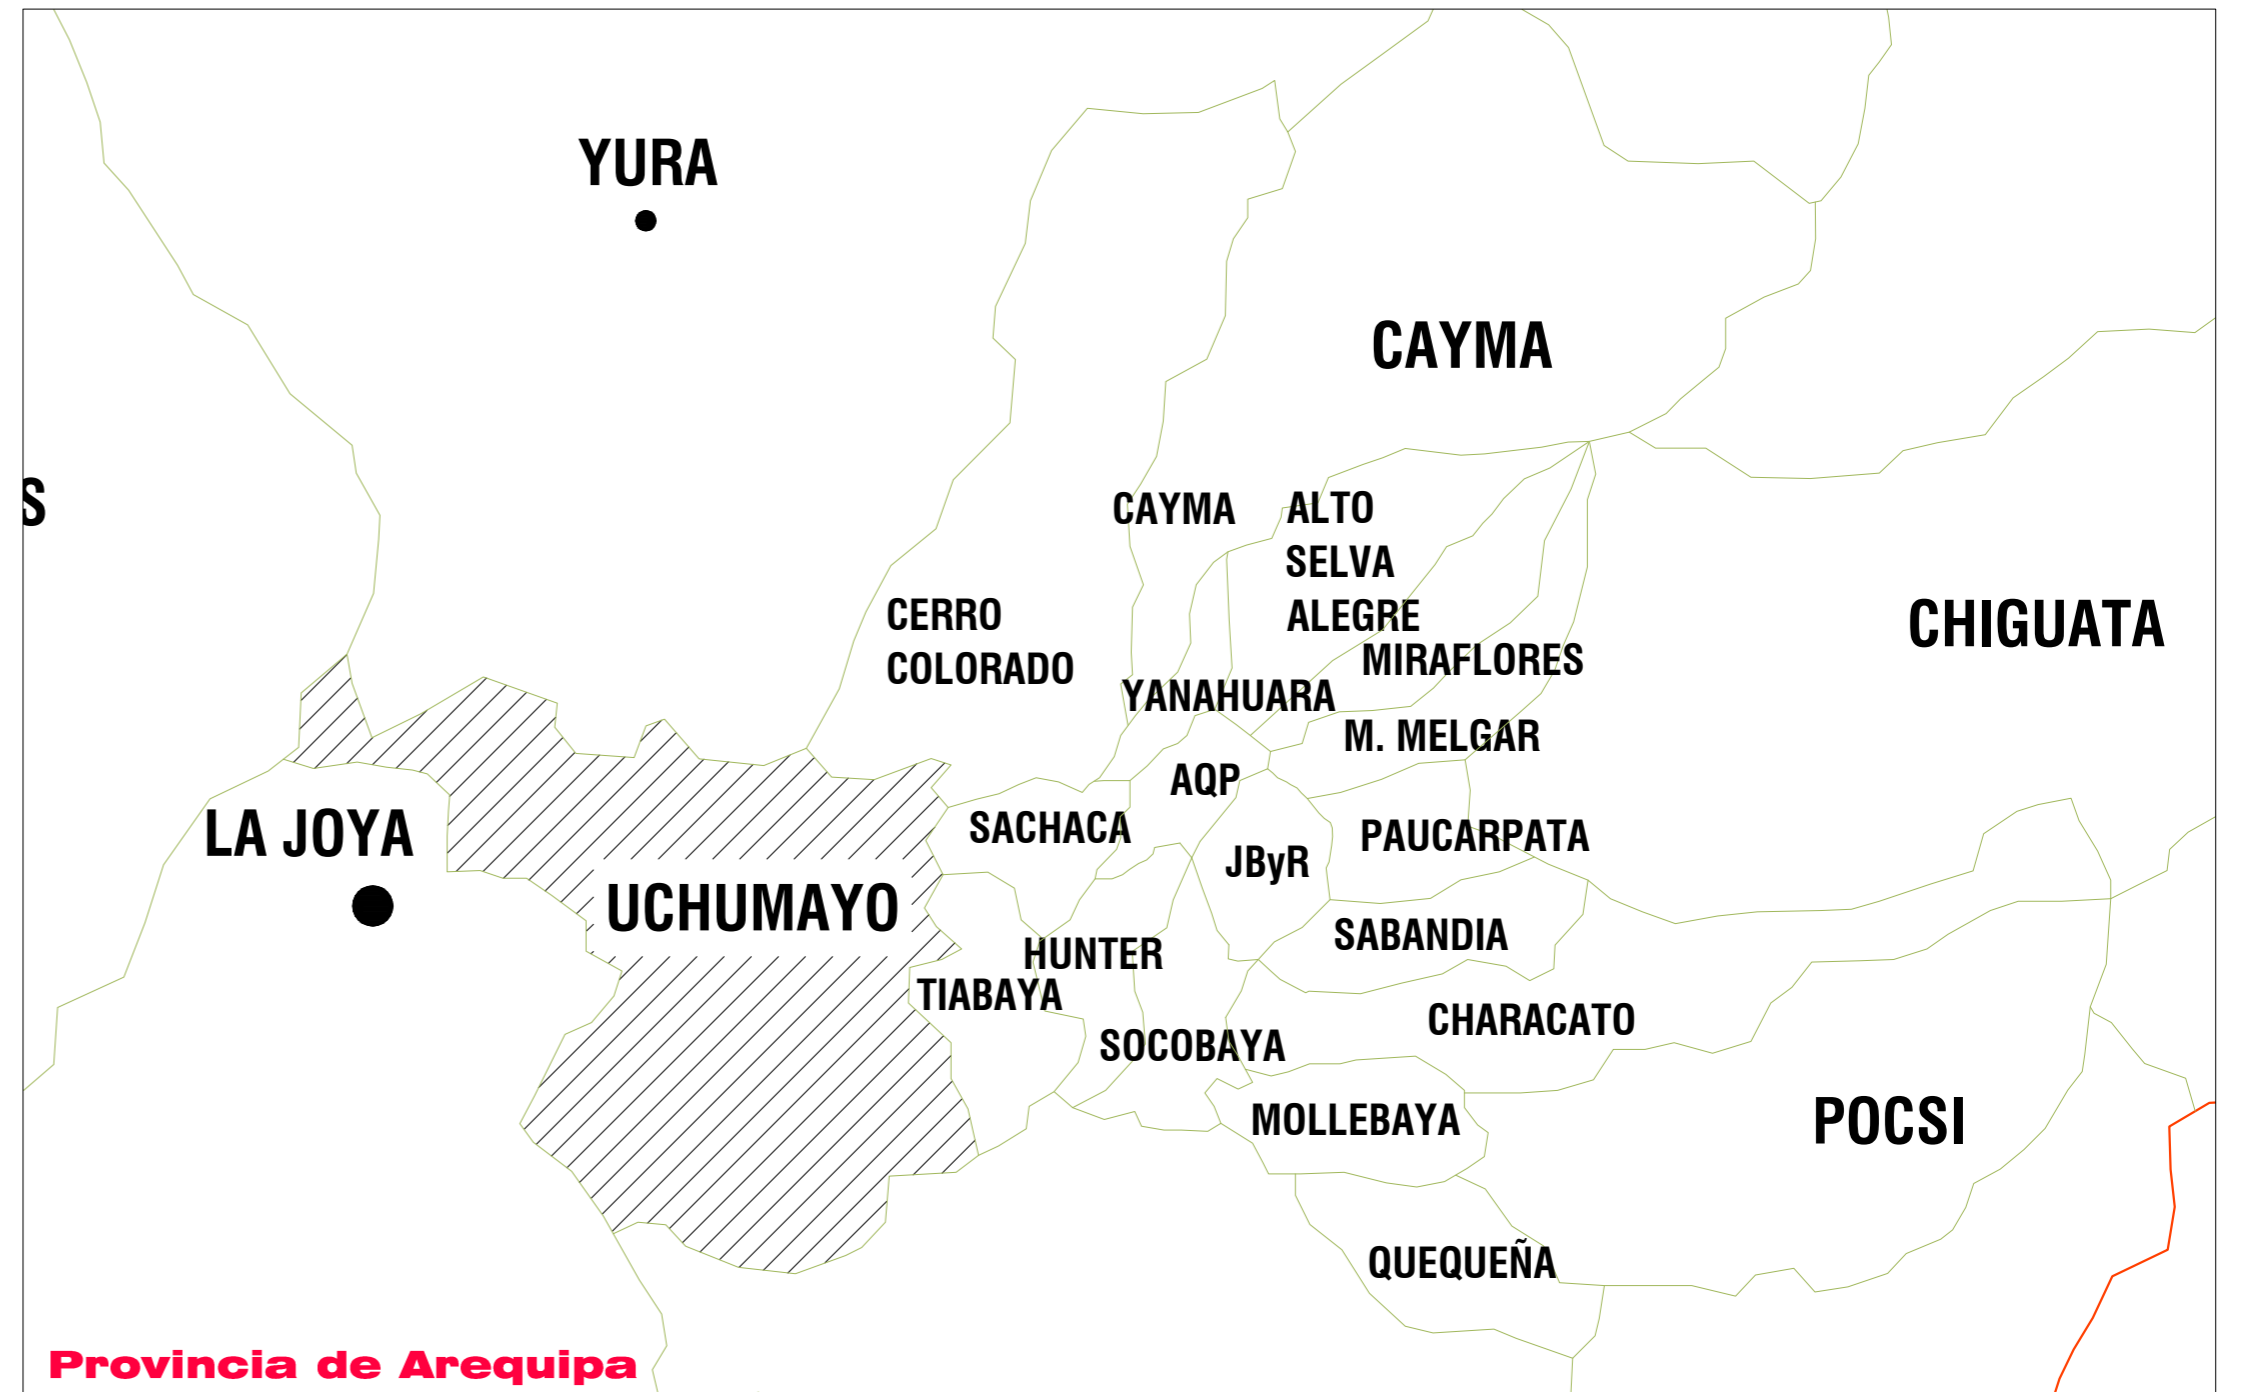 YURA
CAYMA
S
CAYMA
ALTO
SELVA
ALEGRE
CERRO
COLORADO
CHIGUATA
MIRAFLORES
YANAHUARA
M. MELGAR
AQP
LA JOYA
SACHACA
PAUCARPATA
JByR
UCHUMAYO
SABANDIA
HUNTER
TIABAYA
CHARACATO
SOCOBAYA
MOLLEBAYA
POCSI
QUEQUEÑA
Provincia de Arequipa